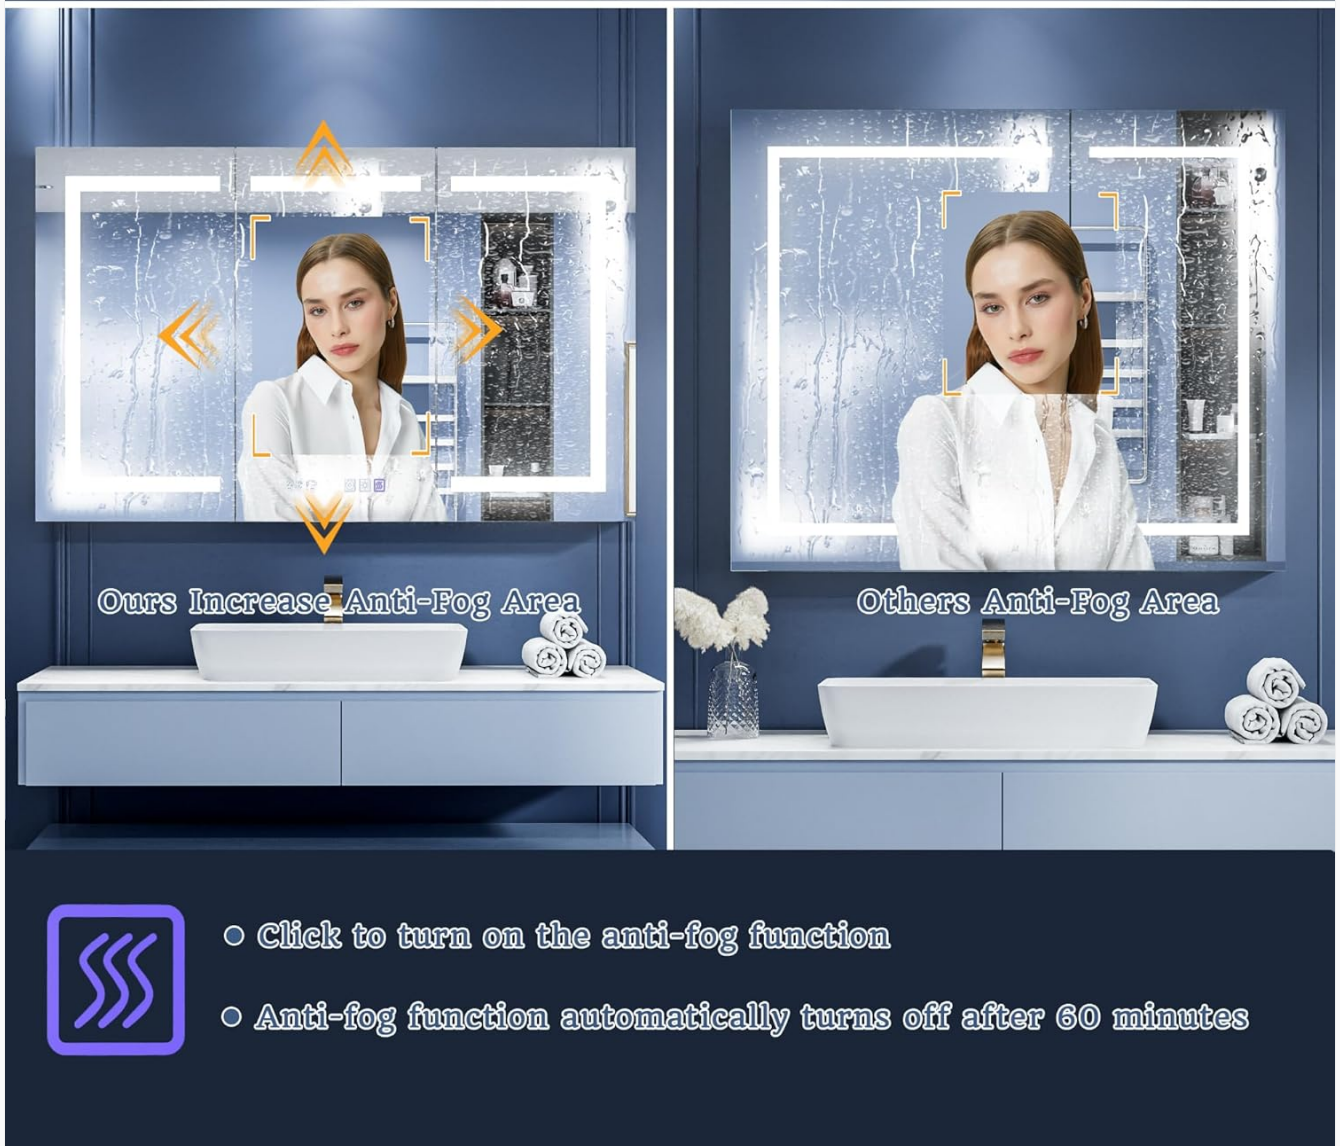 Ours Increase Anti-Fog Area
Others Anti-Fog Area
Click to turn on the anti-fog function
Anti-fog function automatically turns off after 60 minutes